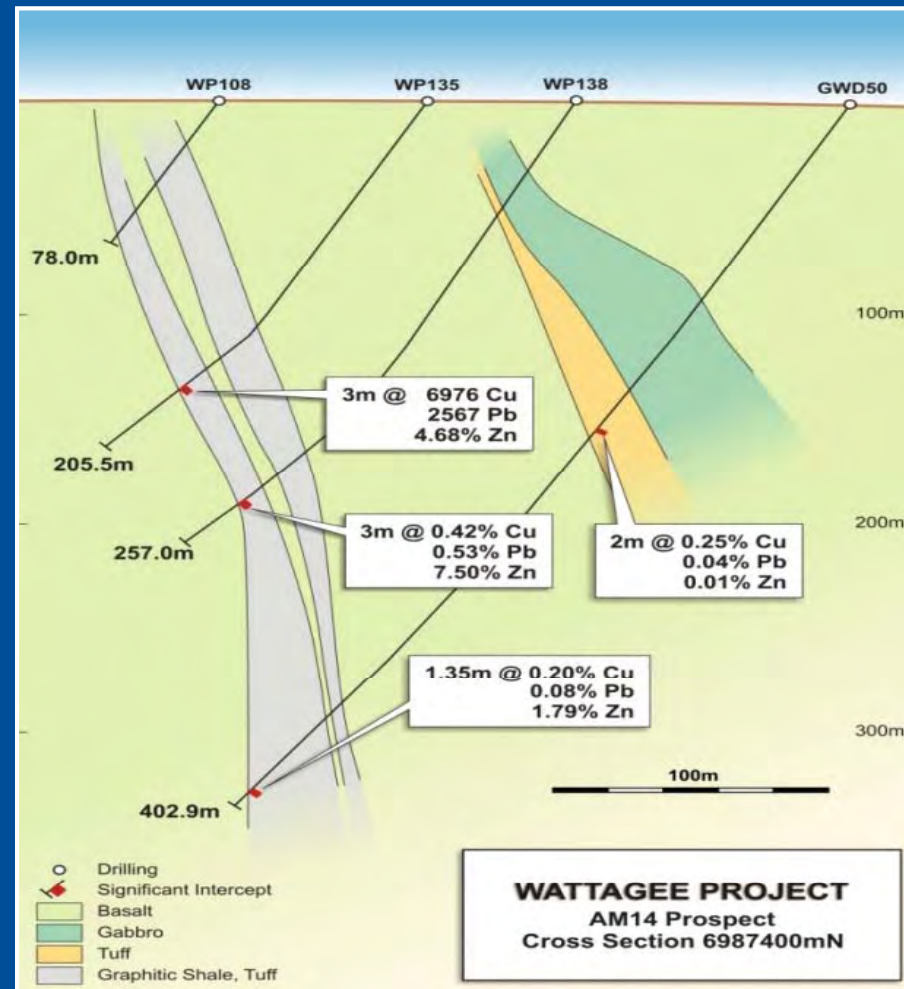 WP108
WP135
WP138
GWD50
78.0m
100m
3m @ 6976 Cu
2567 Pb
4.68% Zn
205.5m
200m
3m @ 0.42% Cu
0.53% Pb
7.50% Zn
257.0m
2m @ 0.25% Cu
0.04% Pb
0.01% Zn
1.35m @ 0.20% Cu
0.08% Pb
1.79% Zn
300m
100m
402.9m
Drilling
Significant Intercept
Basalt
Gabbro
Tuff
Graphitic Shale, Tuff
WATTAGEE PROJECT
AM14 Prospect
Cross Section 6987400mN